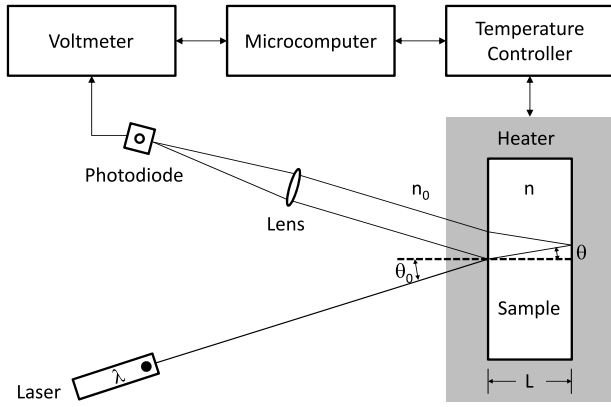 Voltmeter
Microcomputer
Temperature
Controller
Heater
Photodiode
Lens
n₀
n
θ₀
θ
Sample
λ
Laser
L